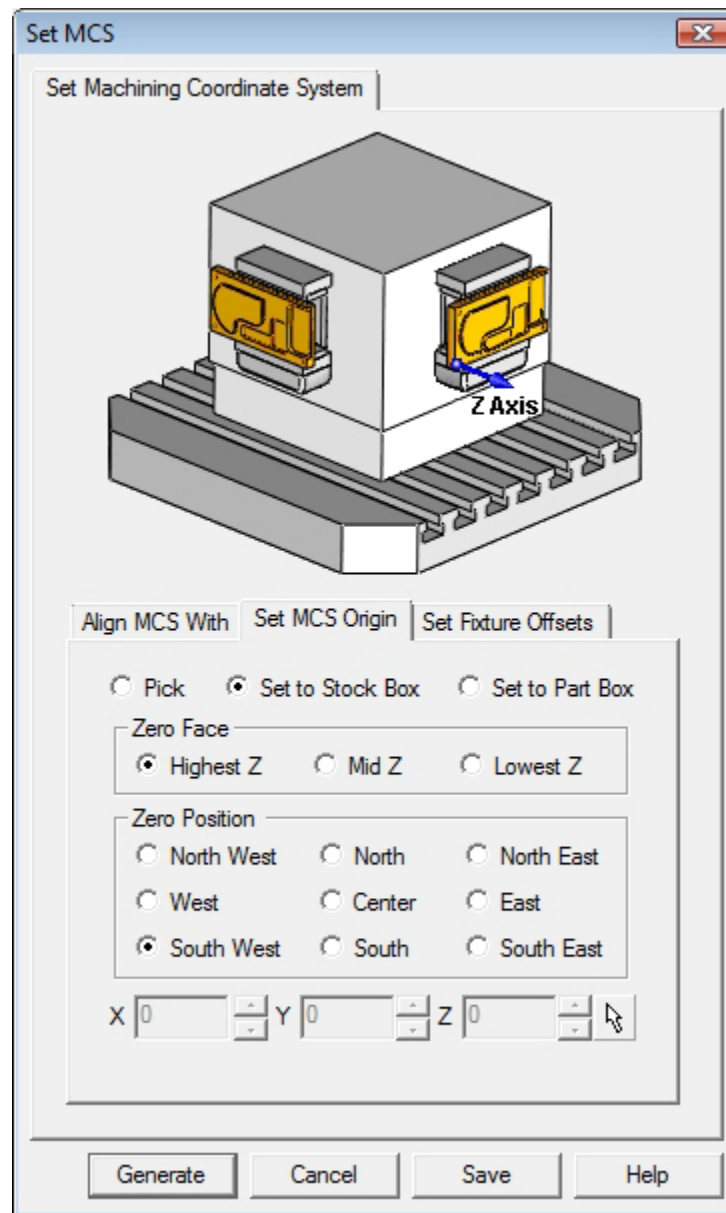 Set MCS
Set Machining Coordinate System
Z Axis
Align MCS With Set MCS Origin Set Fixture Offsets
Pick Set to Stock Box Set to Part Box
Zero Face
Highest Z Mid Z Lowest Z
Zero Position
North West North North East
West Center East
South West South South East
X 0 Y 0 Z 0
Generate Cancel Save Help